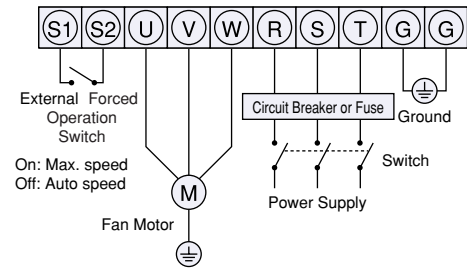 S1 S2 U V W R S T G G
External Forced
Operation
Switch
On: Max. speed
Off: Auto speed
Circuit Breaker or Fuse
Ground
Switch
Power Supply
M
Fan Motor